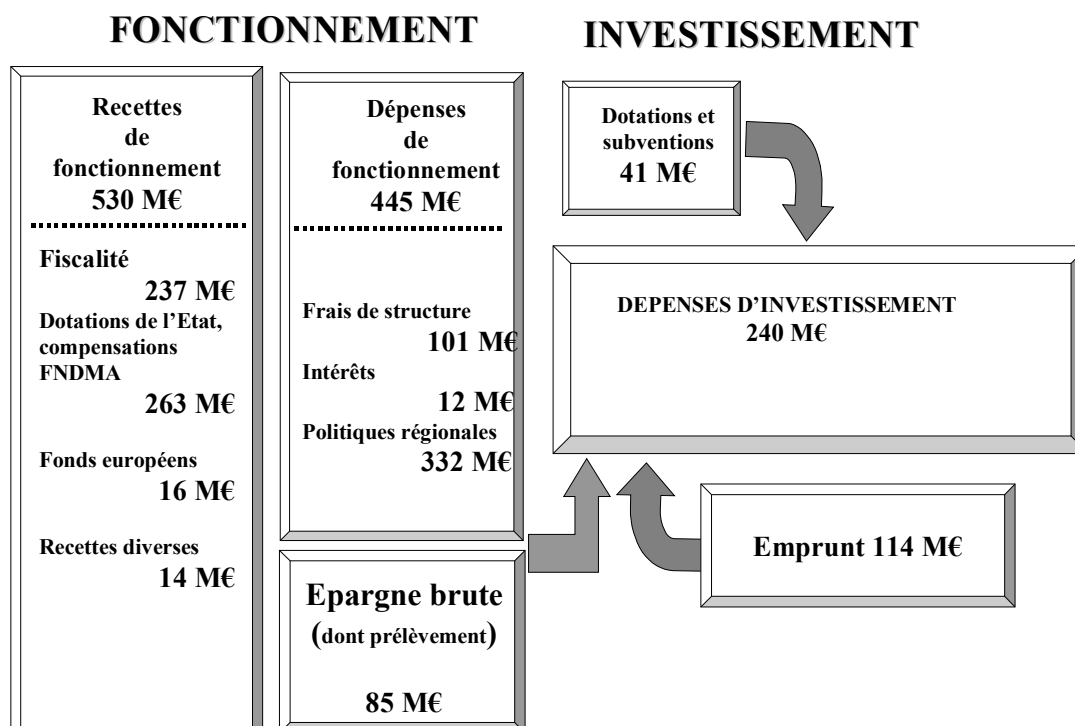 FONCTIONNEMENT
INVESTISSEMENT
Recettes
de
fonctionnement
530 M€
Fiscalité
237 M€
Dotations de l’Etat,
compensations
FNDMA
263 M€
Fonds européens
16 M€
Recettes diverses
14 M€
Dépenses
de
fonctionnement
445 M€
Frais de structure
101 M€
Intérêts
12 M€
Politiques régionales
332 M€
Epargne brute
(dont prélèvement)
85 M€
Dotations et
subventions
41 M€
DEPENSES D’INVESTISSEMENT
240 M€
Emprunt 114 M€